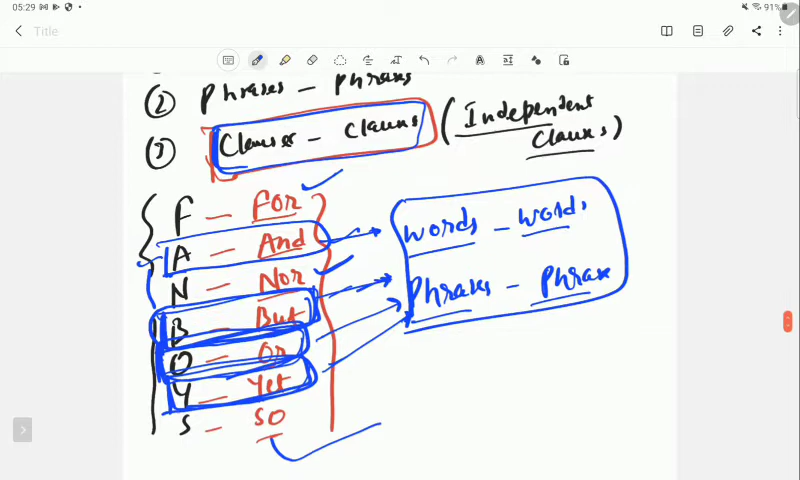 05:29
91%
Title
② Phrases – Phrases
③ Clauses – Clauses (Independent Clauses)
F – For
A – And
N – Nor
B – But
O – Or
Y – Yet
S – So
words – words
Phrases – Phrase